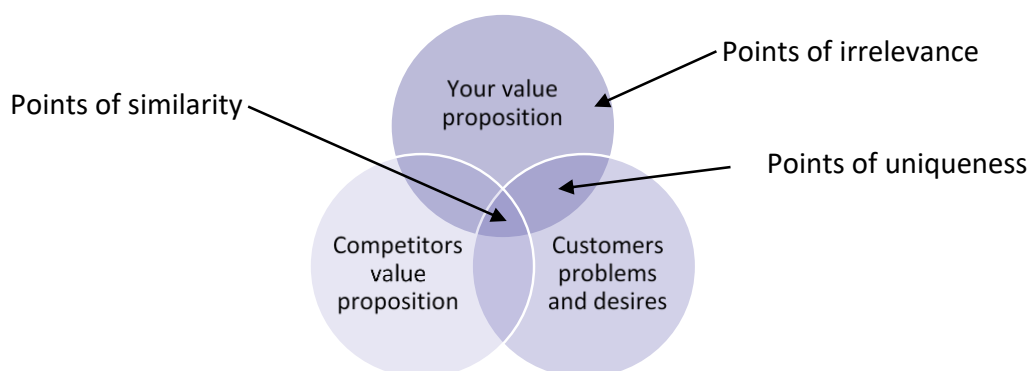 Points of irrelevance
Your value
proposition
Points of similarity
Points of uniqueness
Competitors
value
proposition
Customers
problems
and desires